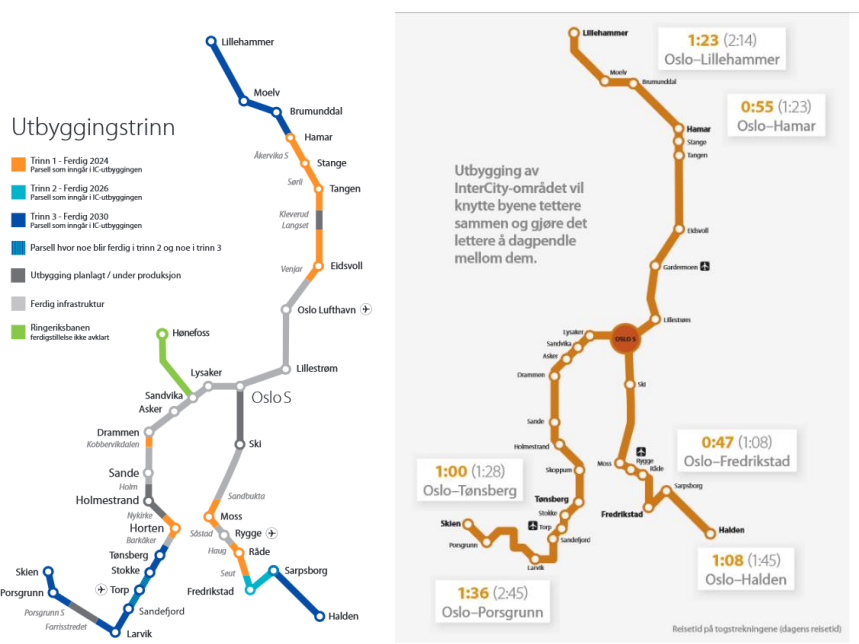 Utbyggingstrinn
Trinn 1 - Ferdig 2024
Parsell som inngår i IC-utbyggingen
Trinn 2 - Ferdig 2026
Parsell som inngår i IC-utbyggingen
Trinn 3 - Ferdig 2030
Parsell som inngår i IC-utbyggingen
Parsell hvor noe blir ferdig i trinn 2 og noe i trinn 3
Utbygging planlagt / under produksjon
Ferdig infrastruktur
Ringeriksbanen
ferdigstillelse ikke avklart
Lillehammer
Moelv
Brumunddal
Hamar
Åkervika S
Stange
Sørli
Tangen
Kleverud
Langset
Venjar
Eidsvoll
Oslo Lufthavn
Hønefoss
Lysaker
Lillestrøm
Sandvika
Oslo S
Asker
Drammen
Kobbervikdalen
Ski
Sande
Holm
Holmestrand
Sandbukta
Nykirke
Moss
Horten
Såstad
Rygge
Barkåker
Haug
Råde
Tønsberg
Seut
Stokke
Sarpsborg
Skien
Torp
Fredrikstad
Porsgrunn
Porsgrunn S
Sandefjord
Halden
Farrisstredet
Larvik
Lillehammer
1:23 (2:14)
Oslo–Lillehammer
Moelv
Brumunddal
0:55 (1:23)
Oslo–Hamar
Hamar
Stange
Tangen
Utbygging av
InterCity-området vil
knytte byene tettere
sammen og gjøre det
lettere å dagpendle
mellom dem.
Eidsvoll
Gardermoen
Lillestrøm
Lysaker
Sandvika
OSLO S
Asker
Drammen
Ski
Sande
Holmestrand
0:47 (1:08)
Oslo–Fredrikstad
Moss
Rygge
Råde
1:00 (1:28)
Oslo–Tønsberg
Skoppum
Sarpsborg
Tønsberg
Fredrikstad
Stokke
Skien
Torp
Halden
Porsgrunn
Sandefjord
Larvik
1:08 (1:45)
Oslo–Halden
1:36 (2:45)
Oslo–Porsgrunn
Reisetid på togstrekningene (dagens reisetid)